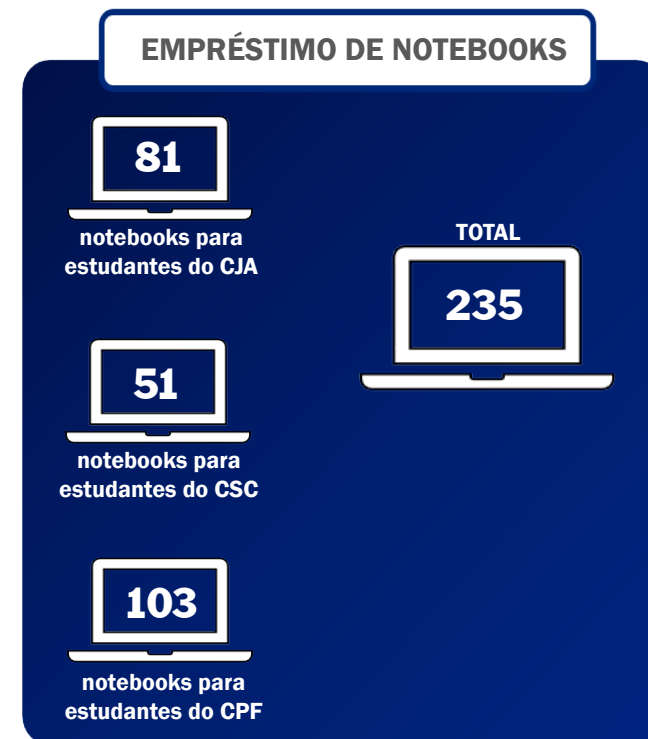 EMPRÉSTIMO DE NOTEBOOKS
81
notebooks para
estudantes do CJA
51
notebooks para
estudantes do CSC
103
notebooks para
estudantes do CPF
TOTAL
235